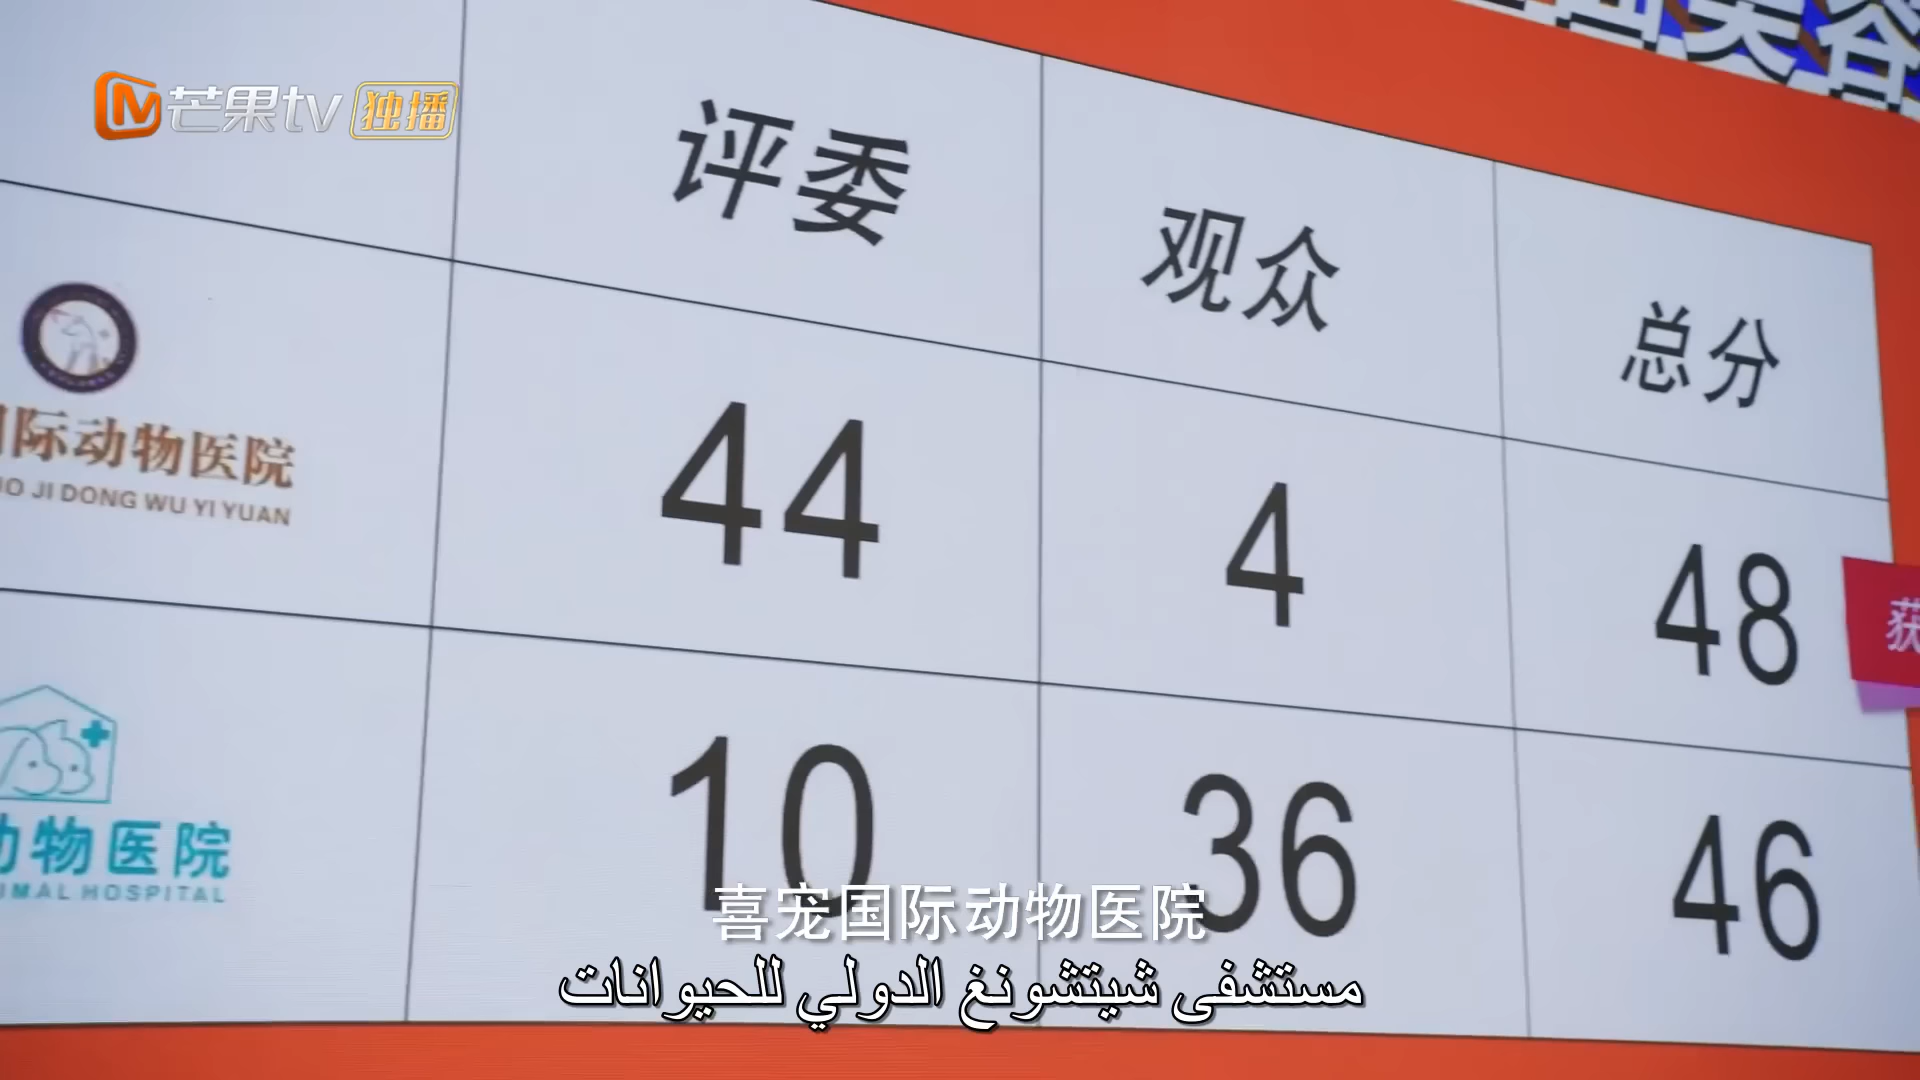 芒果tv 独播
评委 观众 总分
国际动物医院
JI DONG WU YI YUAN
44 4 48
获
动物医院
HOSPITAL
10 36 46
喜宠国际动物医院
مستشفى شيتشونغ الدولي للحيوانات